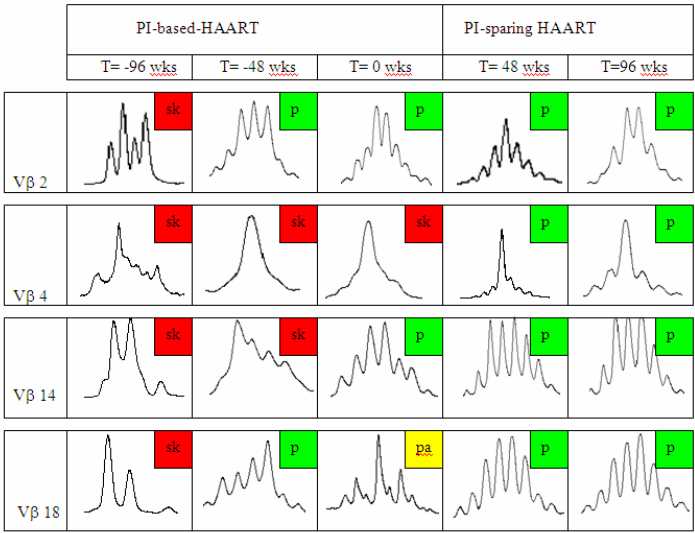 PI-based-HAART PI-sparing HAART
T= -96 wks T= -48 wks T= 0 wks T= 48 wks T=96 wks
Vβ 2 sk p p p p
Vβ 4 sk sk sk p p
Vβ 14 sk sk p p p
Vβ 18 sk p pa p p